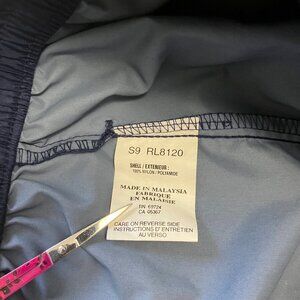 S9 RL8120
SHELL / EXTERIEUR :
100% NYLON / POLYAMIDE
MADE IN MALAYSIA
FABRIQUE
EN MALAISIE
RN 69724
CA 05367
CARE ON REVERSE SIDE
INSTRUCTIONS D'ENTRETIEN
AU VERSO